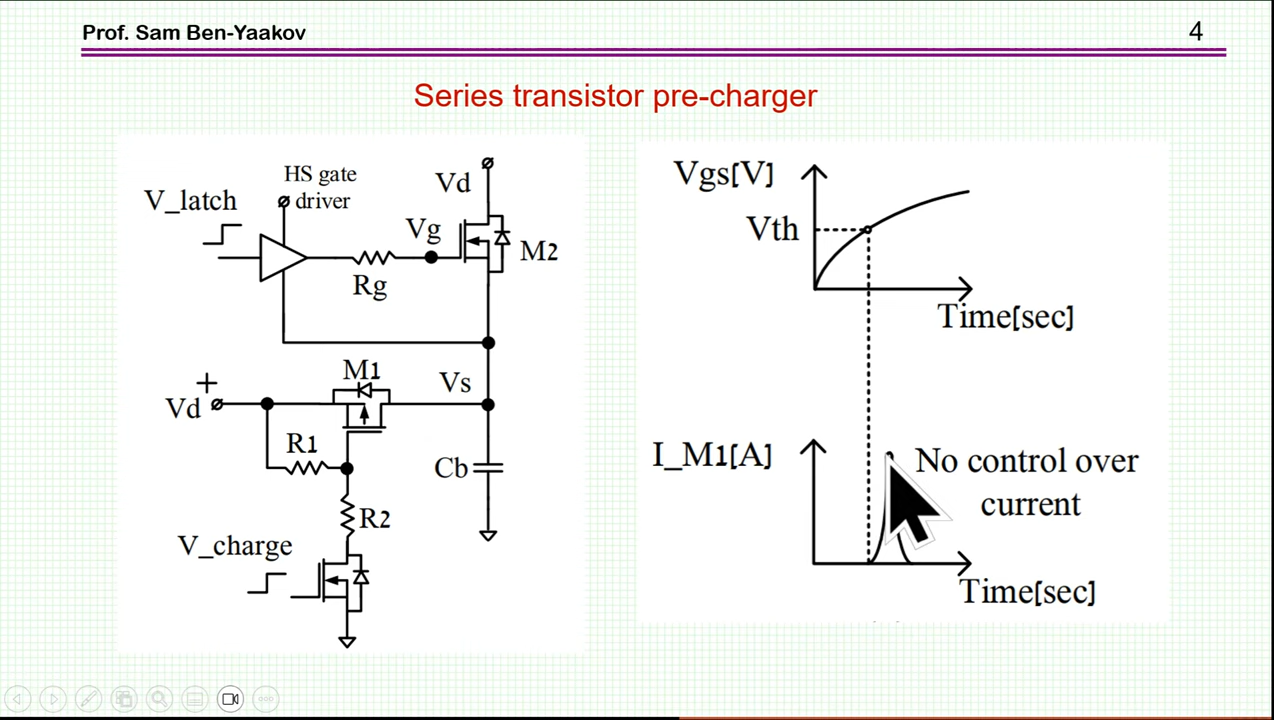 Prof. Sam Ben-Yaakov
4
Series transistor pre-charger
HS gate
driver
V_latch
Vd
Vg
M2
Rg
M1
Vs
+
Vd
R1
Cb
R2
V_charge
Vgs[V]
Vth
Time[sec]
I_M1[A]
No control over
current
Time[sec]